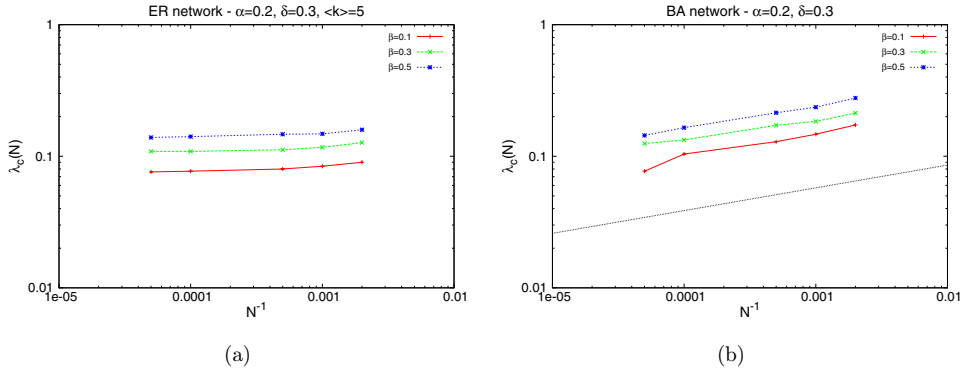 ER network - α=0.2, δ=0.3, <k>=5
1
0.1
0.01
λc(N)
β=0.1
β=0.3
β=0.5
1e-05
0.0001
0.001
0.01
N-1
(a)
BA network - α=0.2, δ=0.3
1
0.1
0.01
λc(N)
β=0.1
β=0.3
β=0.5
1e-05
0.0001
0.001
0.01
N-1
(b)